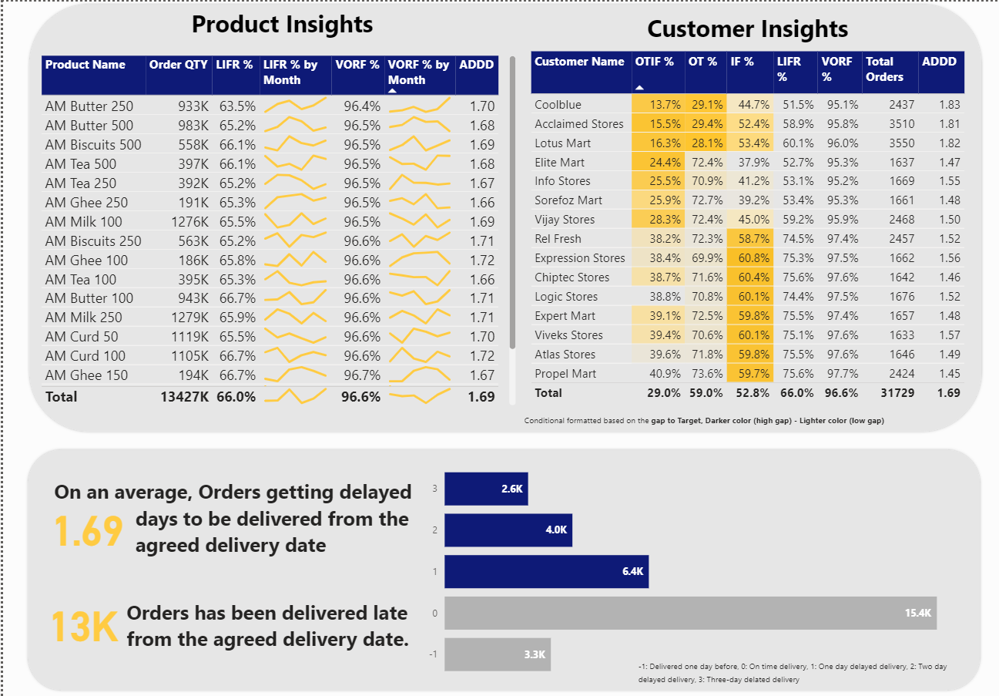 Product Insights
Product Name Order QTY LIFR % LIFR % by Month VORF % VORF % by Month ADDD
AM Butter 250 933K 63.5% 96.4% 1.70
AM Butter 500 983K 65.2% 96.5% 1.68
AM Biscuits 500 558K 66.1% 96.5% 1.69
AM Tea 500 397K 66.1% 96.5% 1.68
AM Tea 250 392K 65.2% 96.5% 1.67
AM Ghee 250 191K 65.3% 96.5% 1.66
AM Milk 100 1276K 65.5% 96.5% 1.69
AM Biscuits 250 563K 65.2% 96.6% 1.71
AM Ghee 100 186K 65.8% 96.6% 1.72
AM Tea 100 395K 65.3% 96.6% 1.66
AM Butter 100 943K 66.7% 96.6% 1.71
AM Milk 250 1279K 65.9% 96.6% 1.71
AM Curd 50 1119K 65.5% 96.6% 1.70
AM Curd 100 1105K 66.7% 96.6% 1.72
AM Ghee 150 194K 66.7% 96.7% 1.67
Total 13427K 66.0% 96.6% 1.69
Customer Insights
Customer Name OTIF % OT % IF % LIFR % VORF % Total Orders ADDD
Coolblue 13.7% 29.1% 44.7% 51.5% 95.1% 2437 1.83
Acclaimed Stores 15.5% 29.4% 52.4% 58.9% 95.8% 3510 1.81
Lotus Mart 16.3% 28.1% 53.4% 60.1% 96.0% 3550 1.82
Elite Mart 24.4% 72.4% 37.9% 52.7% 95.3% 1637 1.47
Info Stores 25.5% 70.9% 41.2% 53.1% 95.2% 1669 1.55
Sorefoz Mart 25.9% 72.7% 39.2% 53.4% 95.3% 1661 1.48
Vijay Stores 28.3% 72.4% 45.0% 59.2% 95.9% 2468 1.50
Rel Fresh 38.2% 72.3% 58.7% 74.5% 97.4% 2457 1.52
Expression Stores 38.4% 69.9% 60.8% 75.3% 97.5% 1662 1.56
Chiptec Stores 38.7% 71.6% 60.4% 75.6% 97.6% 1642 1.46
Logic Stores 38.8% 70.8% 60.1% 74.4% 97.5% 1676 1.52
Expert Mart 39.1% 72.5% 59.8% 75.5% 97.4% 1657 1.48
Viveks Stores 39.4% 70.6% 60.1% 75.1% 97.6% 1633 1.57
Atlas Stores 39.6% 71.8% 59.8% 75.5% 97.6% 1646 1.49
Propel Mart 40.9% 73.6% 59.7% 75.6% 97.7% 2424 1.45
Total 29.0% 59.0% 52.8% 66.0% 96.6% 31729 1.69
Conditional formatted based on the gap to Target, Darker color (high gap) - Lighter color (low gap)
On an average, Orders getting delayed
1.69 days to be delivered from the
agreed delivery date
13K Orders has been delivered late
from the agreed delivery date.
3 2.6K
2 4.0K
1 6.4K
0 15.4K
-1 3.3K
-1: Delivered one day before, 0: On time delivery, 1: One day delayed delivery, 2: Two day
delayed delivery, 3: Three-day delated delivery